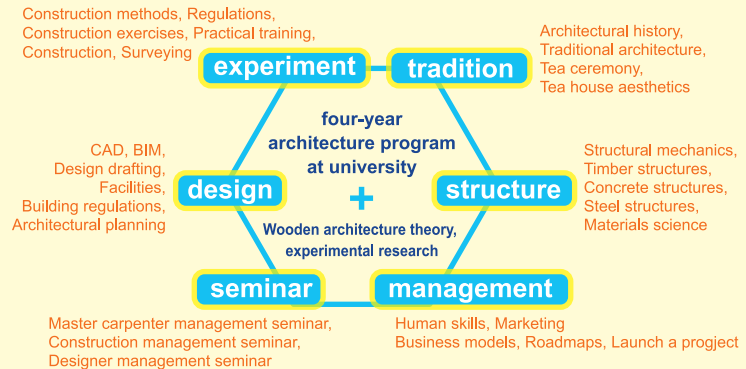 Construction methods, Regulations,
Construction exercises, Practical training,
Construction, Surveying
experiment
tradition
Architectural history,
Traditional architecture,
Tea ceremony,
Tea house aesthetics
four-year
architecture program
at university
+
Wooden architecture theory,
experimental research
CAD, BIM,
Design drafting,
Facilities,
Building regulations,
Architectural planning
design
structure
Structural mechanics,
Timber structures,
Concrete structures,
Steel structures,
Materials science
seminar
management
Master carpenter management seminar,
Construction management seminar,
Designer management seminar
Human skills, Marketing
Business models, Roadmaps, Launch a progject